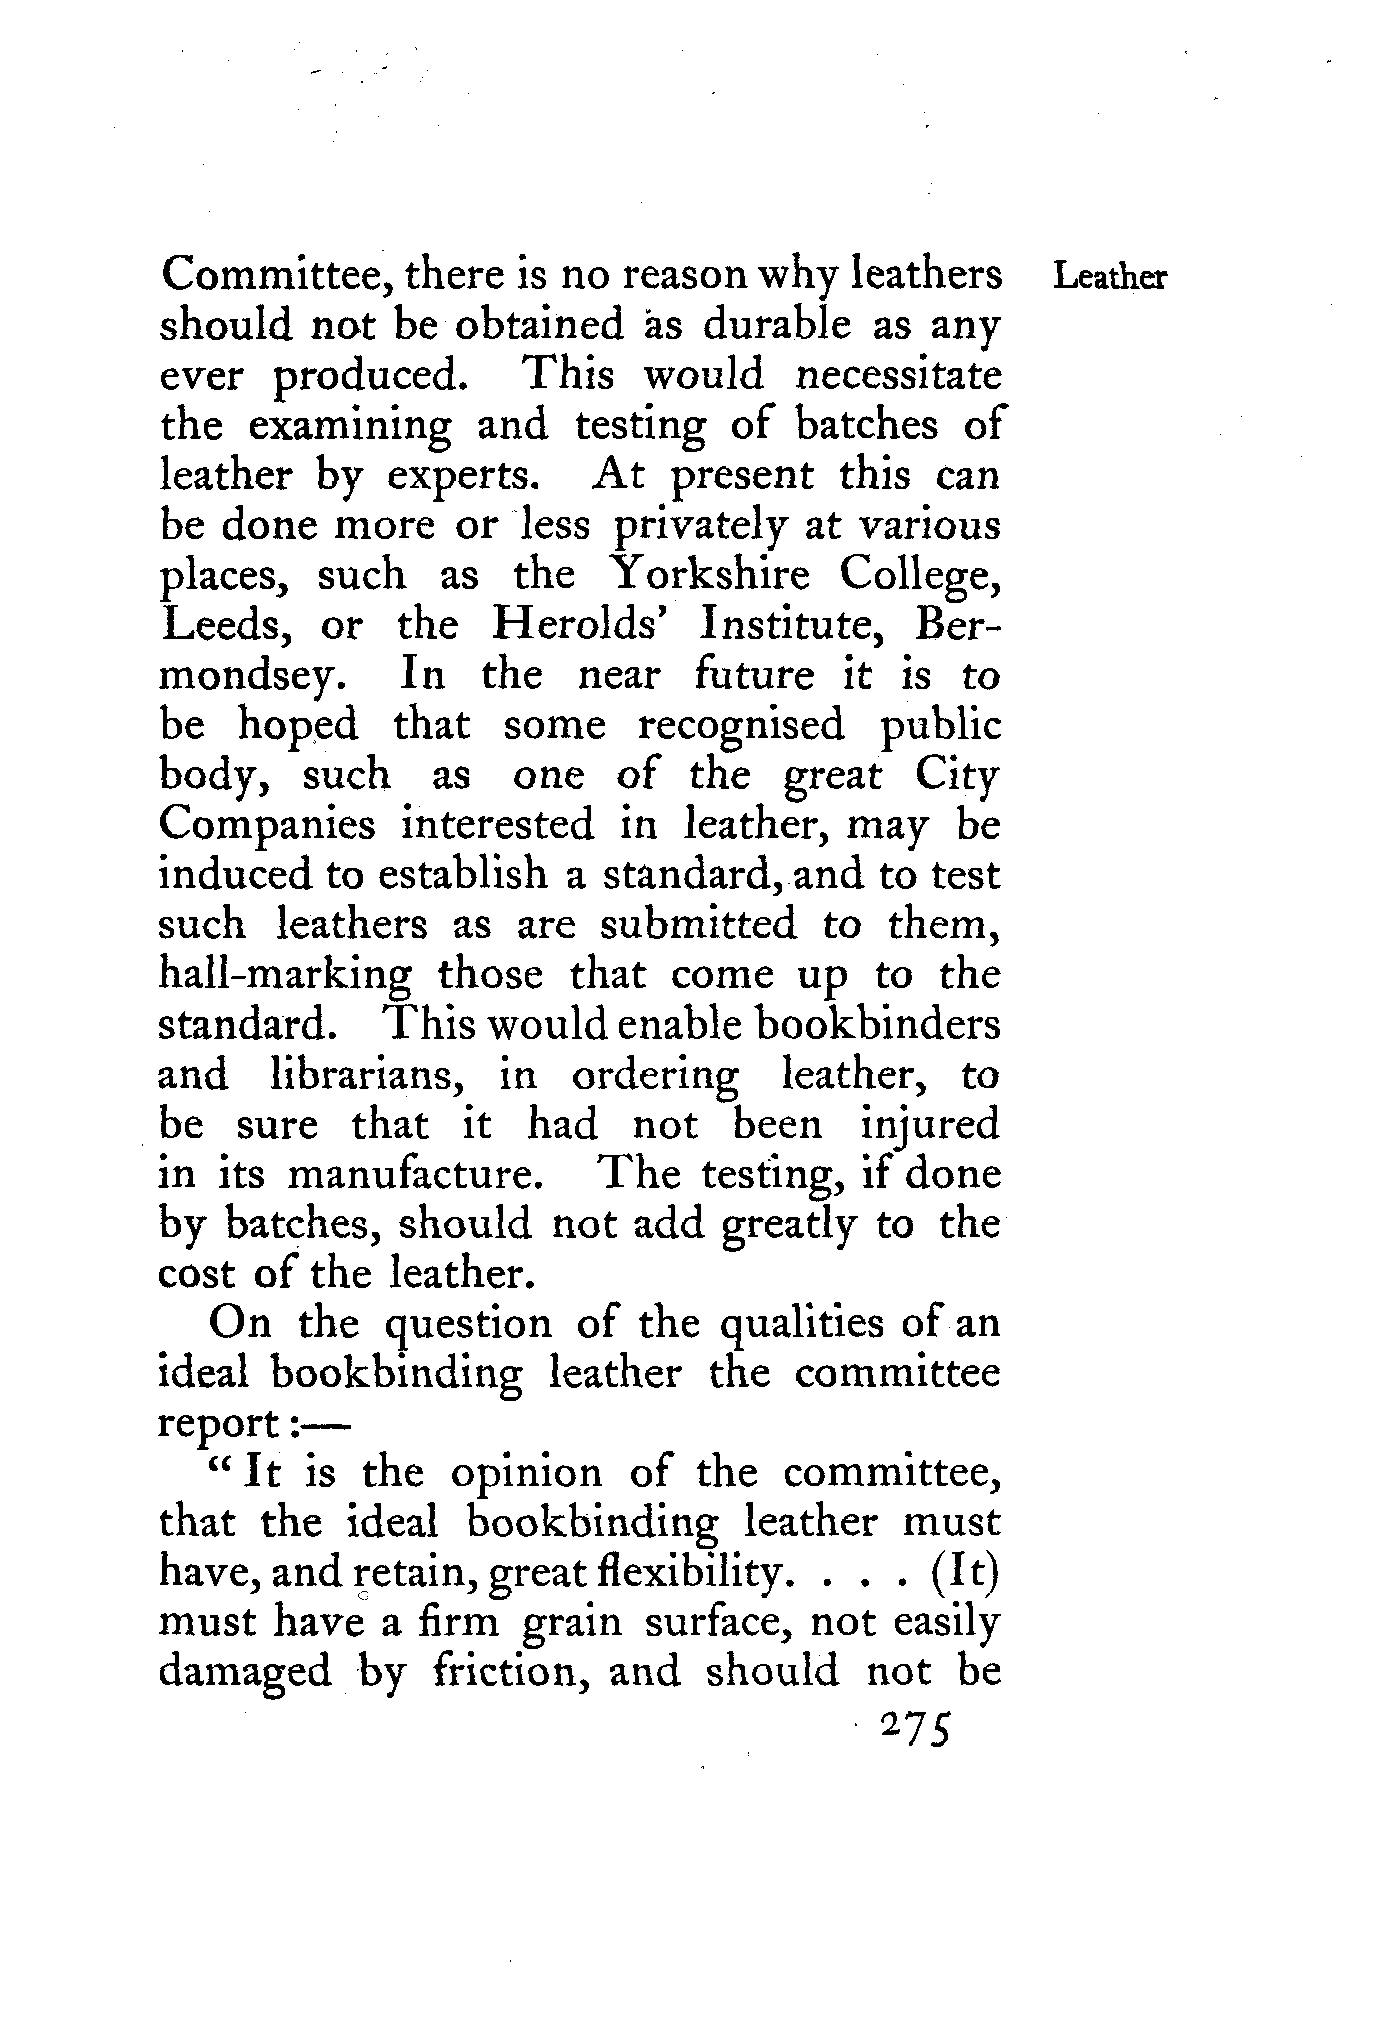 Committee, there is no reason why leathers Leather
should not be obtained as durable as any
ever produced. This would necessitate
the examining and testing of batches of
leather by experts. At present this can
be done more or less privately at various
places, such as the Yorkshire College,
Leeds, or the Herolds' Institute, Ber-
mondsey. In the near future it is to
be hoped that some recognised public
body, such as one of the great City
Companies interested in leather, may be
induced to establish a standard, and to test
such leathers as are submitted to them,
hall-marking those that come up to the
standard. This would enable bookbinders
and librarians, in ordering leather, to
be sure that it had not been injured
in its manufacture. The testing, if done
by batches, should not add greatly to the
cost of the leather.
On the question of the qualities of an
ideal bookbinding leather the committee
report :—
“ It is the opinion of the committee,
that the ideal bookbinding leather must
have, and retain, great flexibility. . . . (It)
must have a firm grain surface, not easily
damaged by friction, and should not be
275